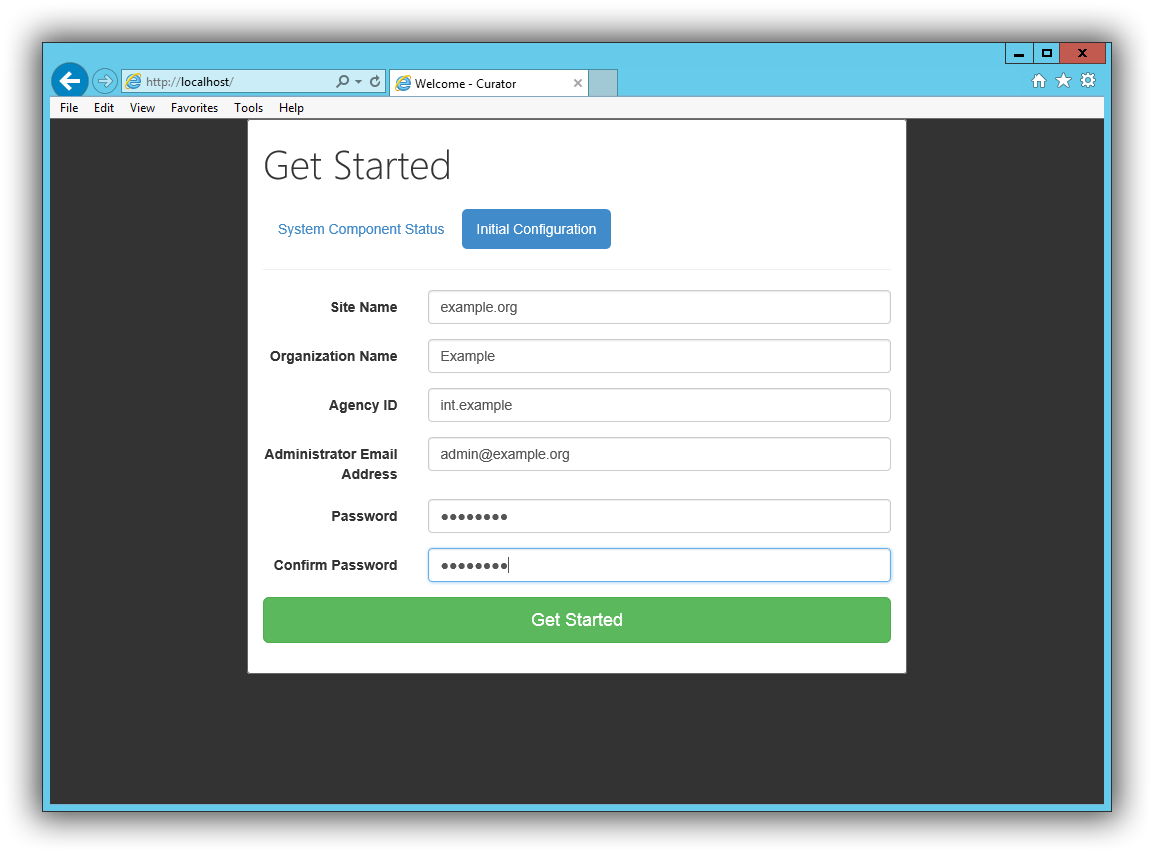 http://localhost/
Welcome - Curator
File Edit View Favorites Tools Help
Get Started
System Component Status Initial Configuration
Site Name example.org
Organization Name Example
Agency ID int.example
Administrator Email admin@example.org
Address
Password ••••••••
Confirm Password ••••••••
Get Started